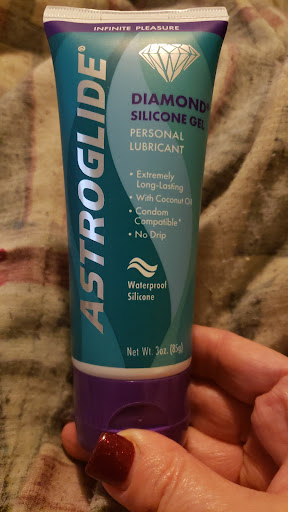 INFINITE PLEASURE
ASTROGLIDE®
DIAMOND®
SILICONE GEL
PERSONAL
LUBRICANT
• Extremely
Long-Lasting
• With Coconut Oil
• Condom
Compatible*
• No Drip
Waterproof
Silicone
Net Wt. 3oz. (85g)